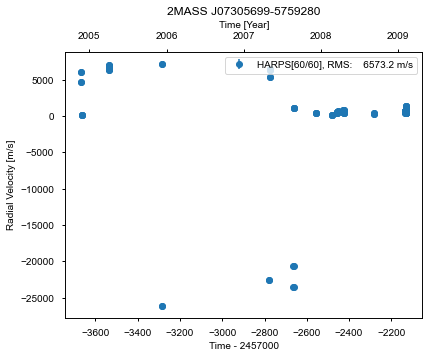 2MASS J07305699-5759280
Time [Year]
2005 2006 2007 2008 2009
HARPS[60/60], RMS: 6573.2 m/s
Radial Velocity [m/s]
5000
0
−5000
−10000
−15000
−20000
−25000
−3600 −3400 −3200 −3000 −2800 −2600 −2400 −2200
Time - 2457000